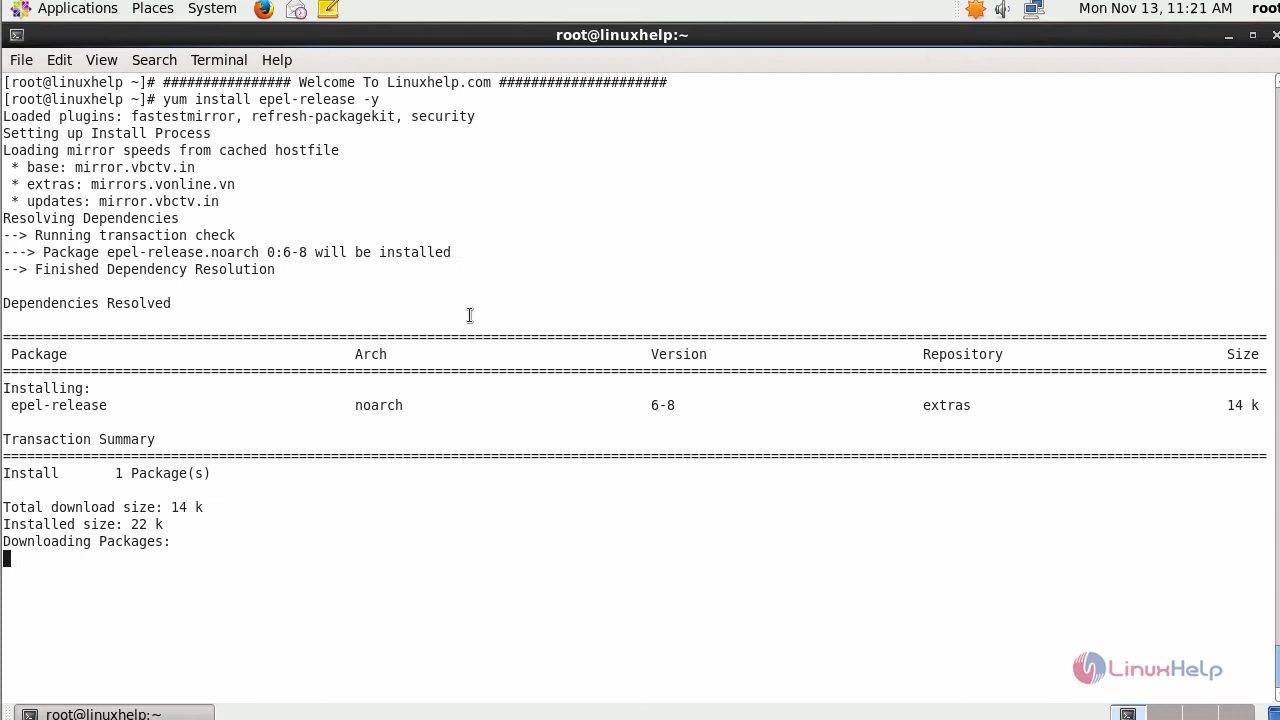 Applications Places System Mon Nov 13, 11:21 AM root
root@linuxhelp:~
File Edit View Search Terminal Help
[root@linuxhelp ~]# ################ Welcome To Linuxhelp.com #####################
[root@linuxhelp ~]# yum install epel-release -y
Loaded plugins: fastestmirror, refresh-packagekit, security
Setting up Install Process
Loading mirror speeds from cached hostfile
* base: mirror.vbctv.in
* extras: mirrors.vonline.vn
* updates: mirror.vbctv.in
Resolving Dependencies
--> Running transaction check
---> Package epel-release.noarch 0:6-8 will be installed
--> Finished Dependency Resolution
Dependencies Resolved
================================================================================================================================================================
Package Arch Version Repository Size
================================================================================================================================================================
Installing:
epel-release noarch 6-8 extras 14 k
Transaction Summary
================================================================================================================================================================
Install 1 Package(s)
Total download size: 14 k
Installed size: 22 k
Downloading Packages:
LinuxHelp
root@linuxhelp:~